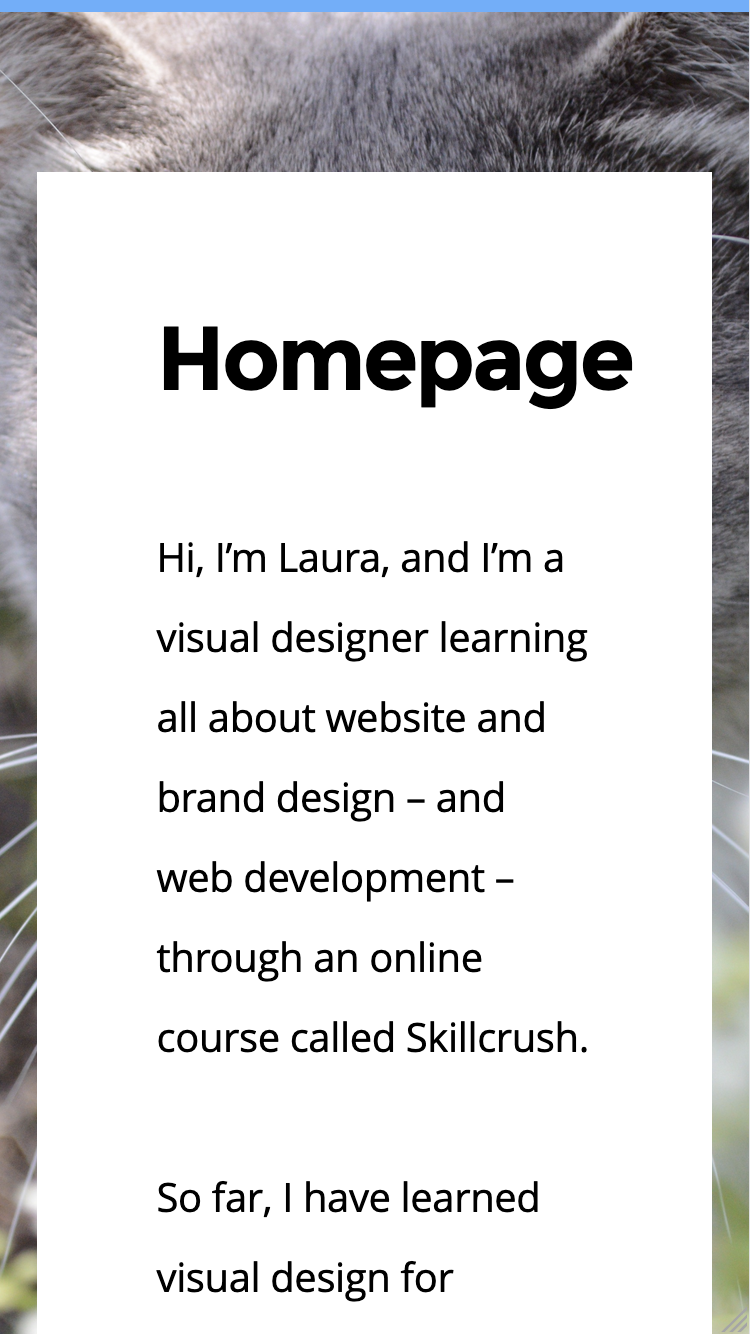 Homepage
Hi, I’m Laura, and I’m a
visual designer learning
all about website and
brand design – and
web development –
through an online
course called Skillcrush.
So far, I have learned
visual design for